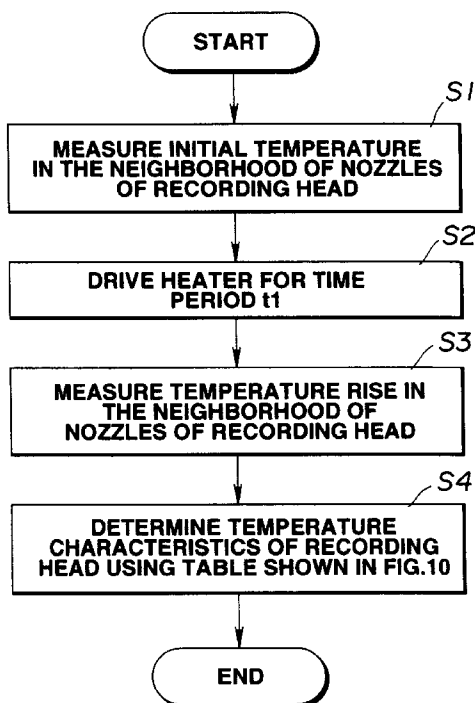 START
S1
MEASURE INITIAL TEMPERATURE
IN THE NEIGHBORHOOD OF NOZZLES
OF RECORDING HEAD
S2
DRIVE HEATER FOR TIME
PERIOD t1
S3
MEASURE TEMPERATURE RISE IN
THE NEIGHBORHOOD OF
NOZZLES OF RECORDING HEAD
S4
DETERMINE TEMPERATURE
CHARACTERISTICS OF RECORDING
HEAD USING TABLE SHOWN IN FIG.10
END